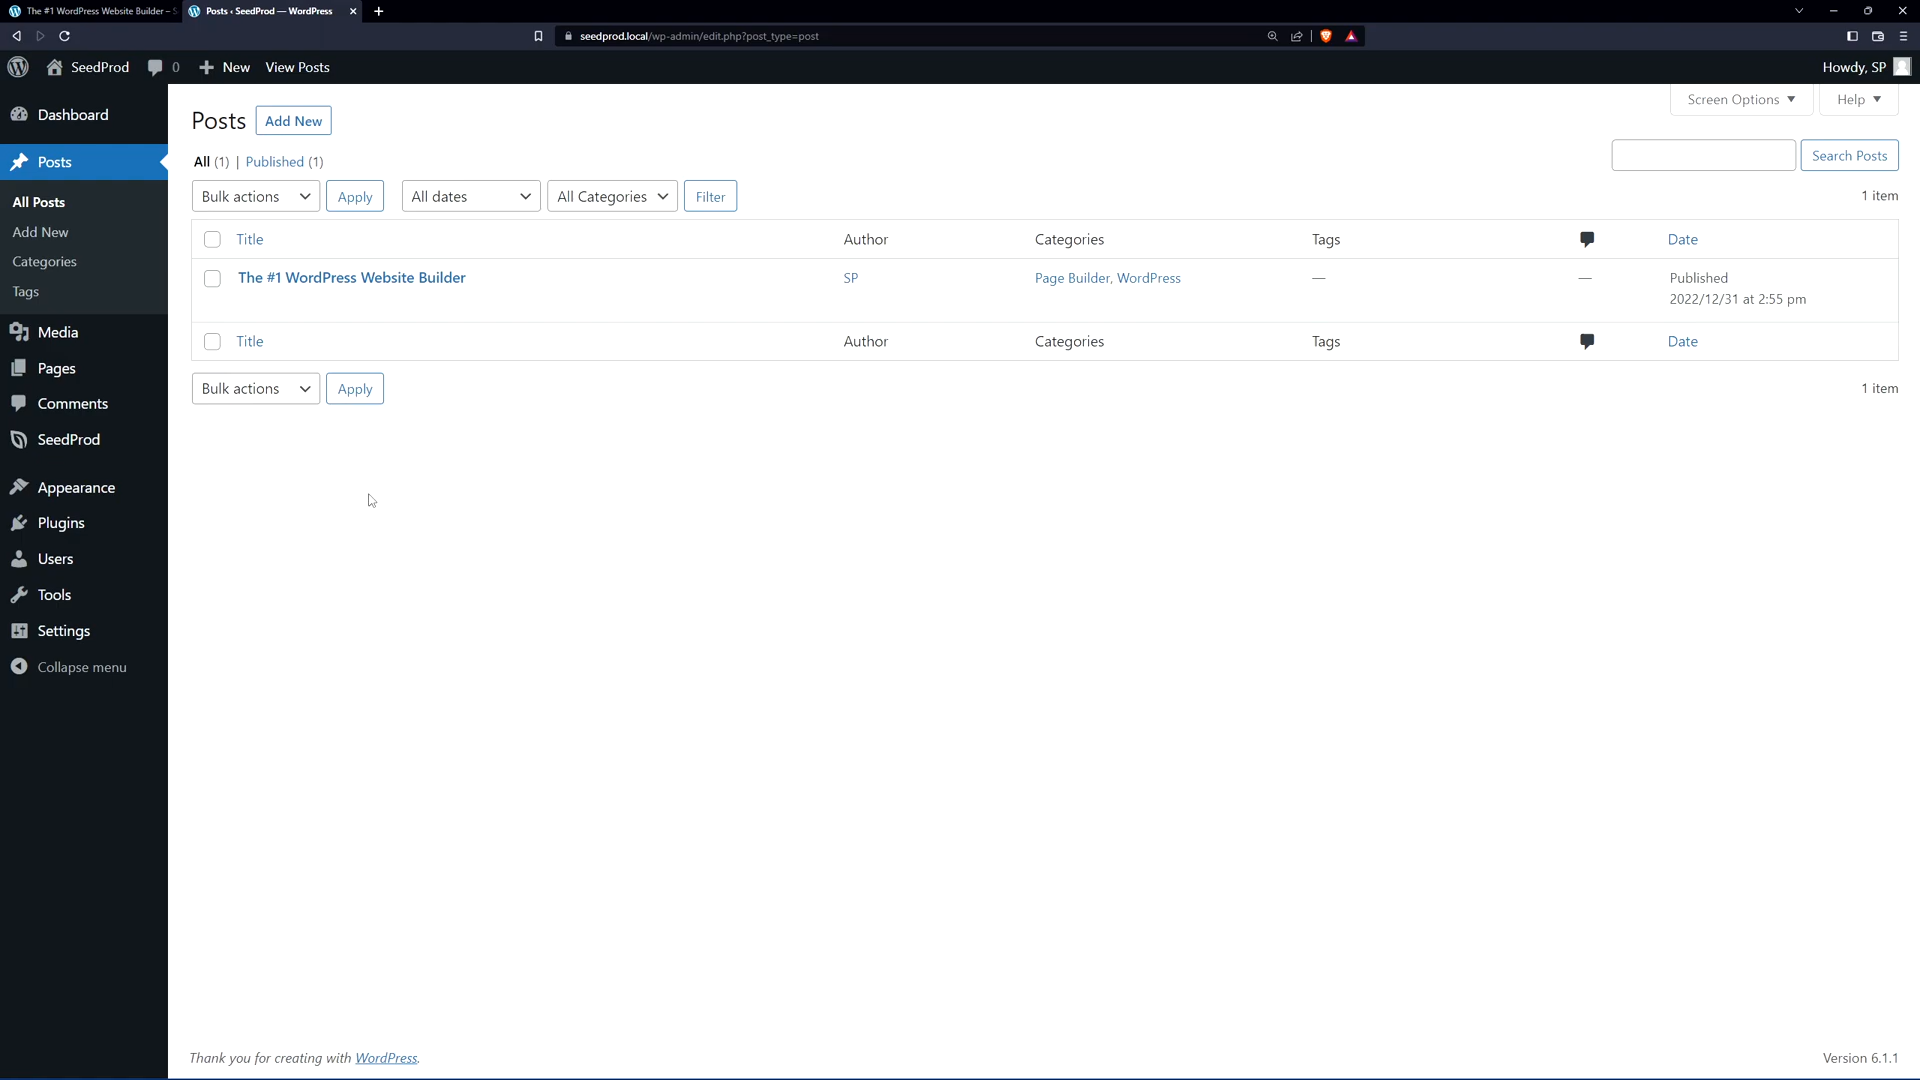 The #1 WordPress Website Builder – S
Posts ‹ SeedProd — WordPress
seedprod.local/wp-admin/edit.php?post_type=post
SeedProd 0 New View Posts
Howdy, SP
Dashboard
Posts
All Posts
Add New
Categories
Tags
Media
Pages
Comments
SeedProd
Appearance
Plugins
Users
Tools
Settings
Collapse menu
Screen Options Help
Posts Add New
All (1) | Published (1)
Search Posts
Bulk actions Apply All dates All Categories Filter 1 item
Title Author Categories Tags Date
The #1 WordPress Website Builder SP Page Builder, WordPress — — Published
2022/12/31 at 2:55 pm
Title Author Categories Tags Date
Bulk actions Apply 1 item
Thank you for creating with WordPress. Version 6.1.1